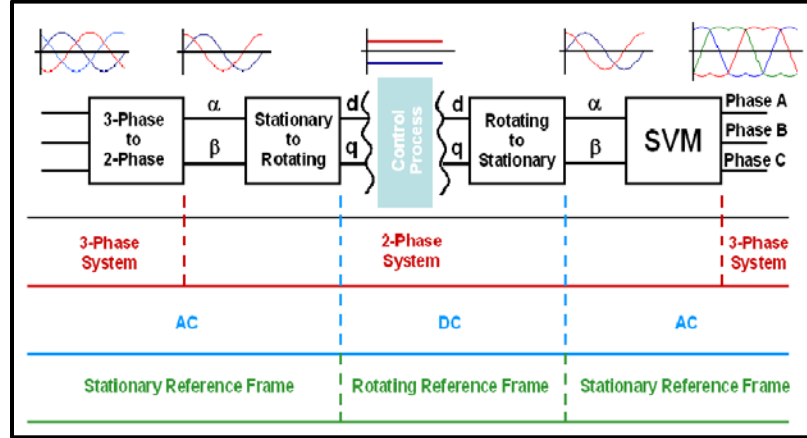 3-Phase
to
2-Phase
α
β
Stationary
to
Rotating
d
q
Control
Process
d
q
Rotating
to
Stationary
α
β
SVM
Phase A
Phase B
Phase C
3-Phase
System
2-Phase
System
3-Phase
System
AC
DC
AC
Stationary Reference Frame
Rotating Reference Frame
Stationary Reference Frame